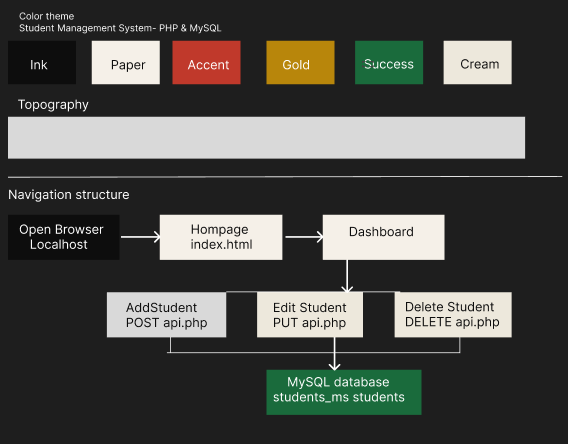 Color theme
Student Management System- PHP & MySQL
Ink
Paper
Accent
Gold
Success
Cream
Topography
Navigation structure
Open Browser
Localhost
Hompage
index.html
Dashboard
AddStudent
POST api.php
Edit Student
PUT api.php
Delete Student
DELETE api.php
MySQL database
students_ms students